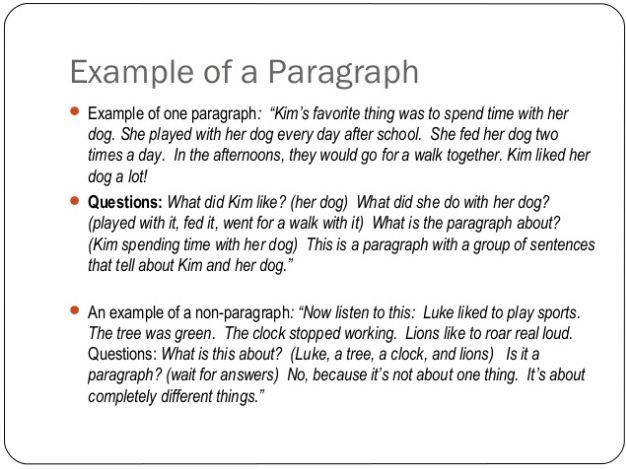 Example of a Paragraph
Example of one paragraph: “Kim’s favorite thing was to spend time with her
dog. She played with her dog every day after school. She fed her dog two
times a day. In the afternoons, they would go for a walk together. Kim liked her
dog a lot!
Questions: What did Kim like? (her dog) What did she do with her dog?
(played with it, fed it, went for a walk with it) What is the paragraph about?
(Kim spending time with her dog) This is a paragraph with a group of sentences
that tell about Kim and her dog.”
An example of a non-paragraph: “Now listen to this: Luke liked to play sports.
The tree was green. The clock stopped working. Lions like to roar real loud.
Questions: What is this about? (Luke, a tree, a clock, and lions) Is it a
paragraph? (wait for answers) No, because it’s not about one thing. It’s about
completely different things.”